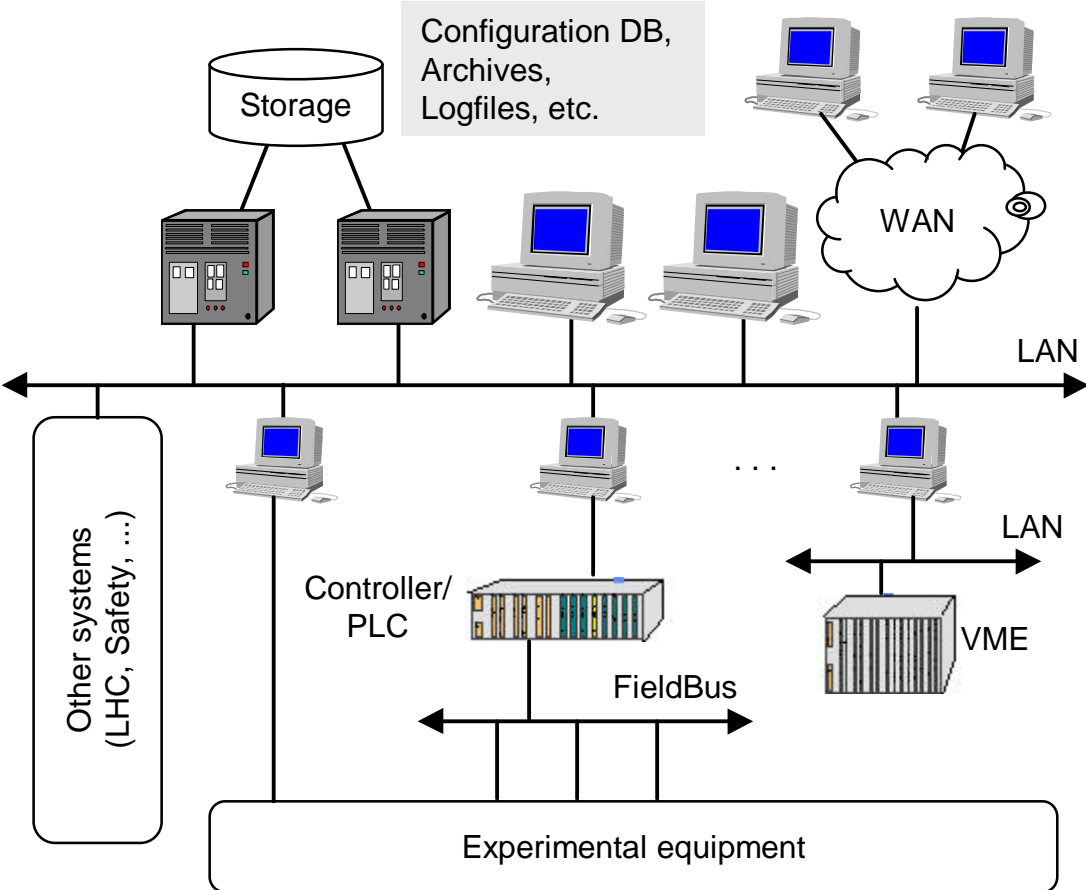 Configuration DB,
Archives,
Logfiles, etc.
Storage
WAN
LAN
. . .
Other systems
(LHC, Safety, ...)
LAN
Controller/
PLC
VME
FieldBus
Experimental equipment